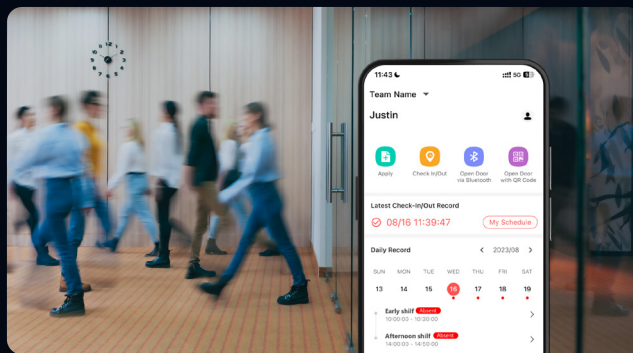 11:43
5G
Team Name
Justin
Apply
Check In/Out
Open Door
via Bluetooth
Open Door
with QR Code
Latest Check-in/Out Record
08/16 11:39:47
My Schedule
Daily Record
2023/08
SUN MON TUE WED THU FRI SAT
13 14 15 16 17 18 19
Early shif Absent
10:00:00 - 10:30:00
Afternoon shilf Absent
14:00:00 - 14:50:00